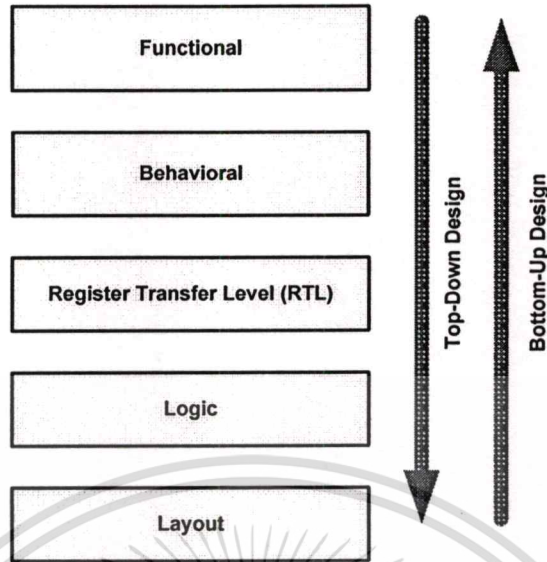 Functional
Behavioral
Register Transfer Level (RTL)
Logic
Layout
Top-Down Design
Bottom-Up Design